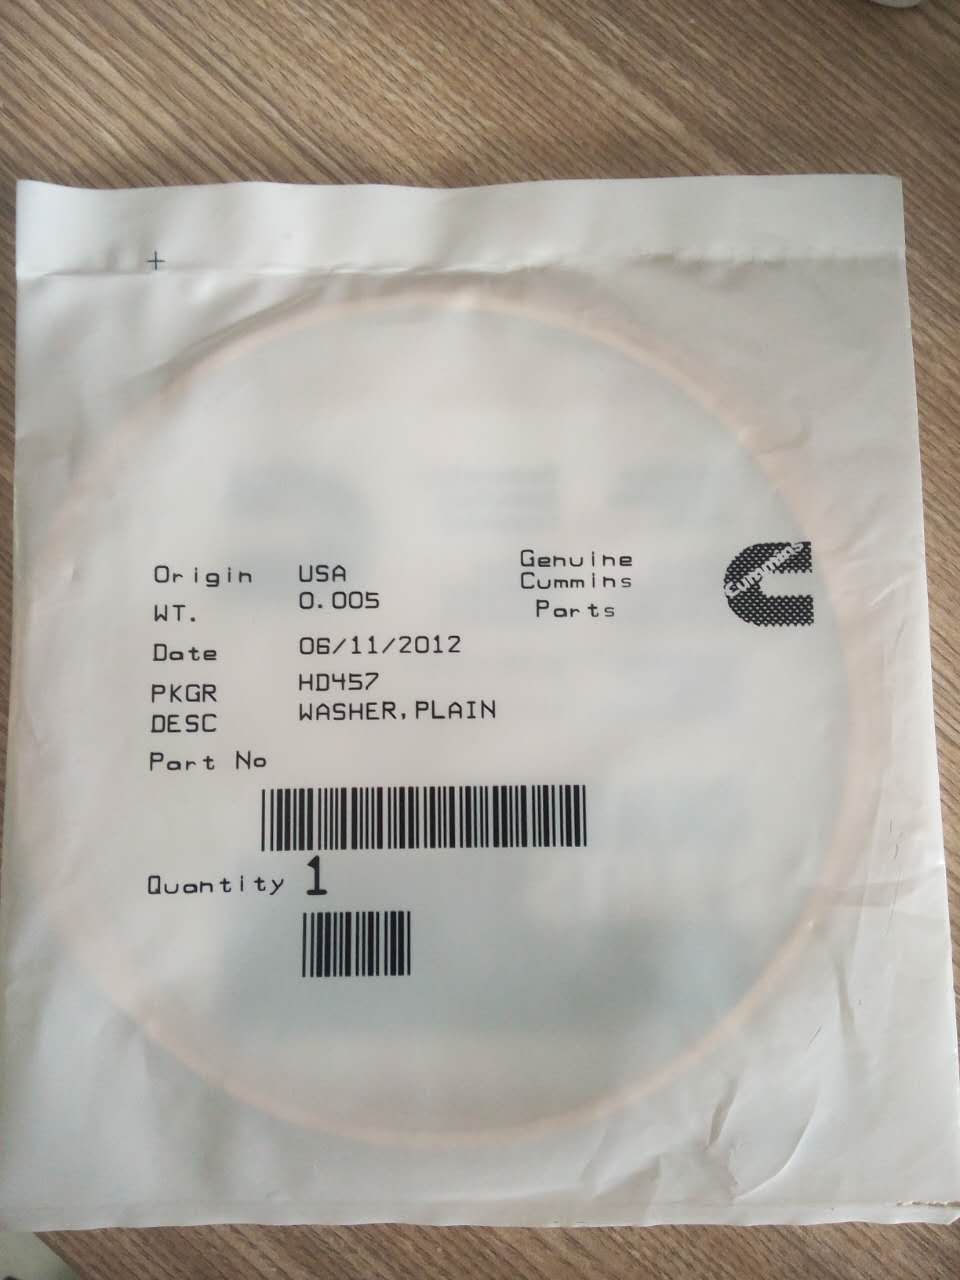 Origin USA
WT. 0.005
Date 06/11/2012
PKGR HD457
DESC WASHER,PLAIN
Part No
Quantity 1
Genuine
Cummins
Parts
Cummins